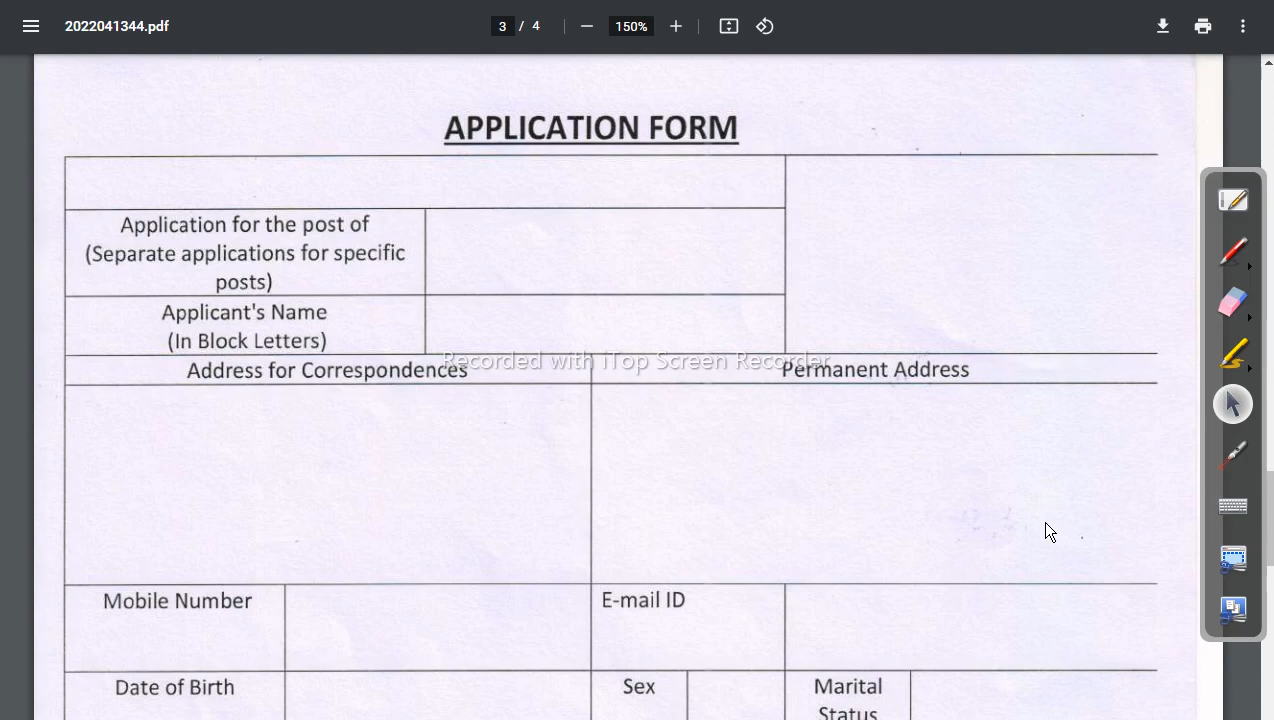 2022041344.pdf
3 / 4
150%
APPLICATION FORM
Application for the post of
(Separate applications for specific
posts)
Applicant's Name
(In Block Letters)
Recorded with iTop Screen Recorder
Address for Correspondences
Permanent Address
Mobile Number
E-mail ID
Date of Birth
Sex
Marital
Status